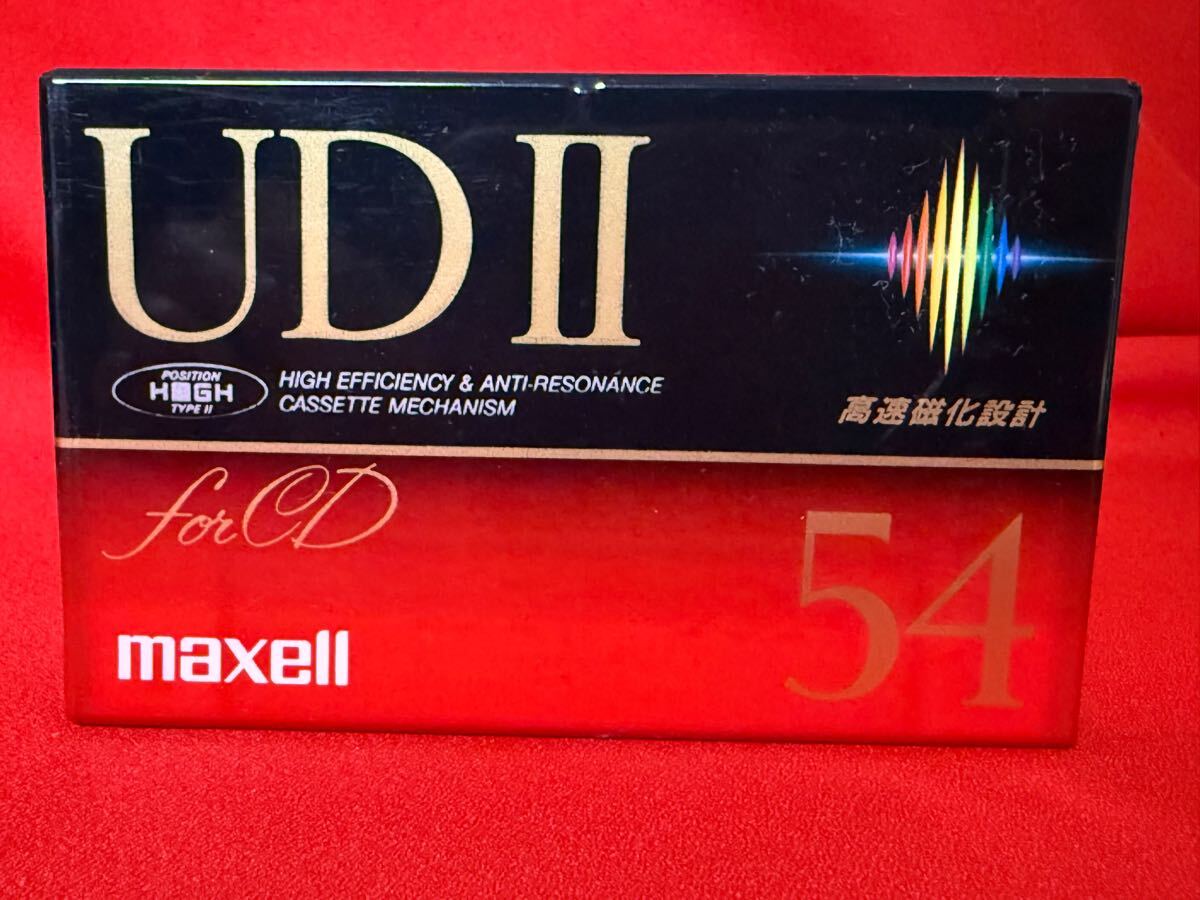 UD II
POSITION
HIGH
TYPE II
HIGH EFFICIENCY & ANTI-RESONANCE
CASSETTE MECHANISM
高速磁化設計
for CD
54
maxell